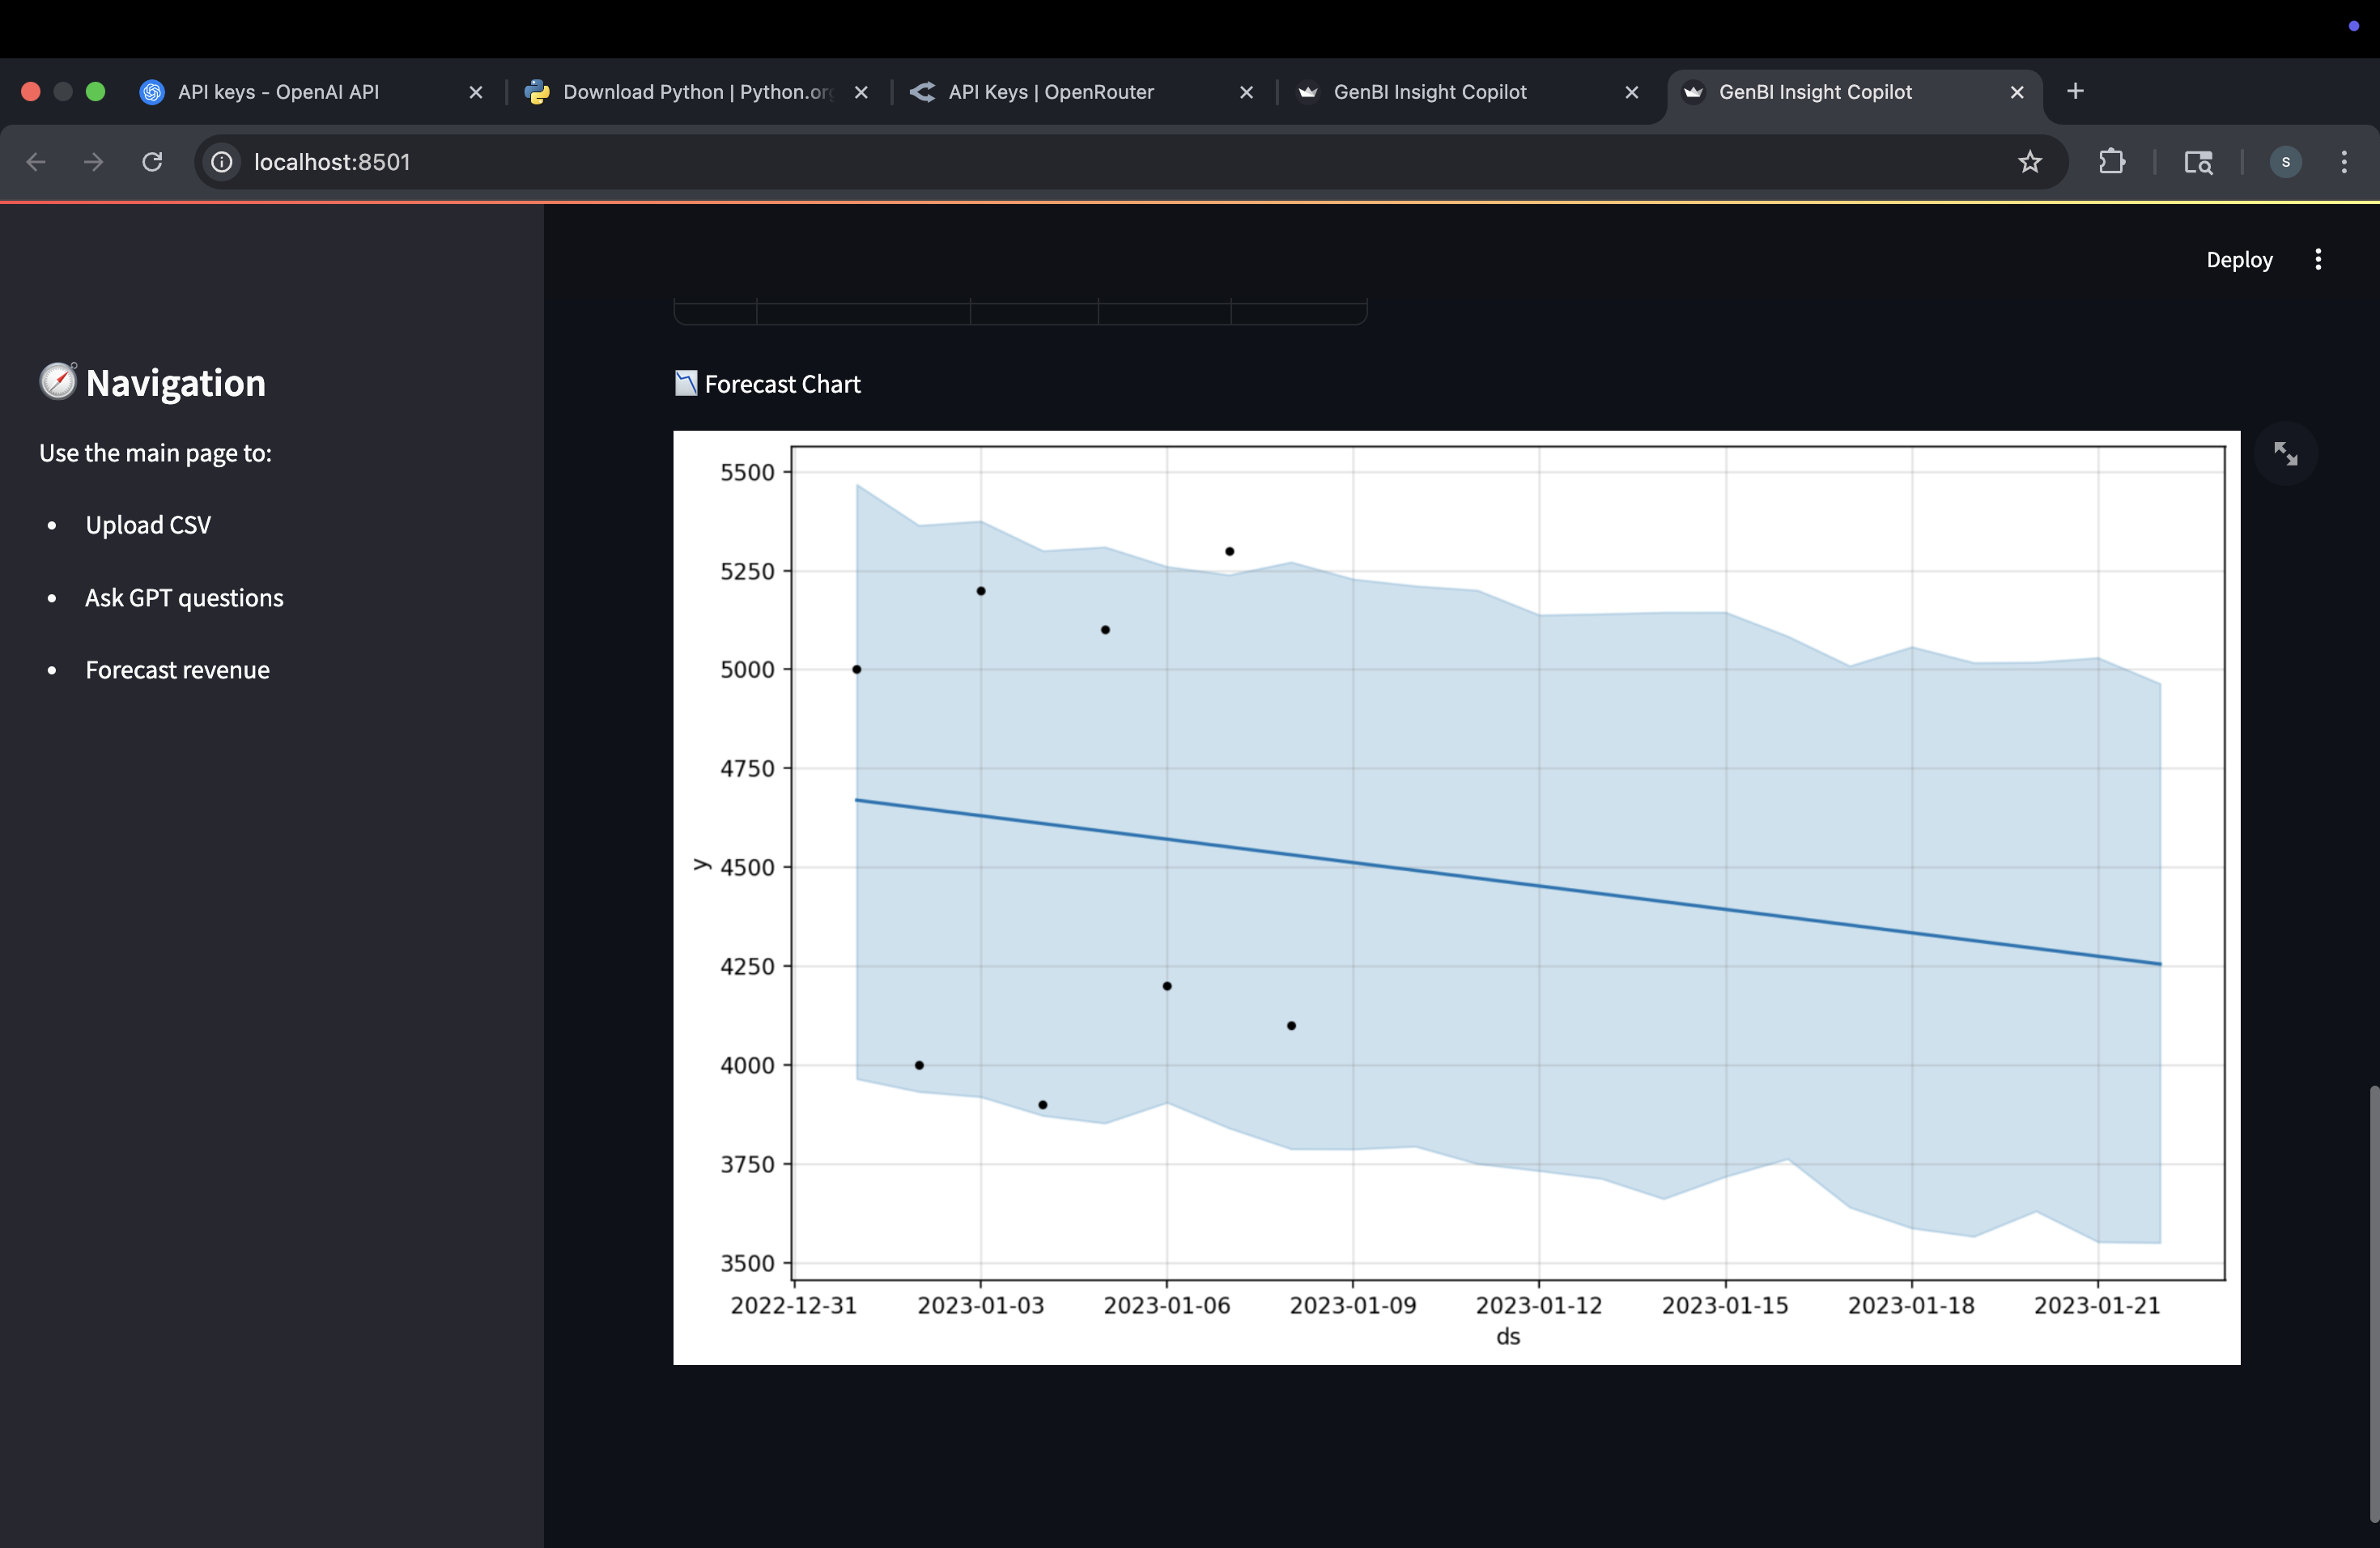 API keys - OpenAI API
Download Python | Python.org
API Keys | OpenRouter
GenBI Insight Copilot
GenBI Insight Copilot
localhost:8501
s
Deploy
Navigation
Use the main page to:
Upload CSV
Ask GPT questions
Forecast revenue
Forecast Chart
5500
5250
5000
4750
4500
4250
4000
3750
3500
y
2022-12-31 2023-01-03 2023-01-06 2023-01-09 2023-01-12 2023-01-15 2023-01-18 2023-01-21
ds